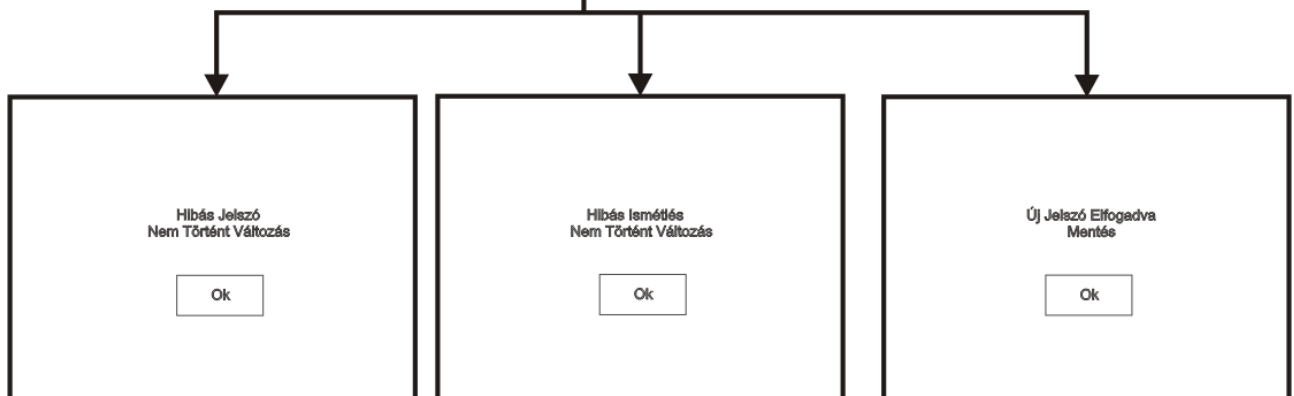 Hibás Jelszó
Nem Történt Változás
Ok
Hibás Ismétlés
Nem Történt Változás
Ok
Új Jelszó Elfogadva
Mentés
Ok